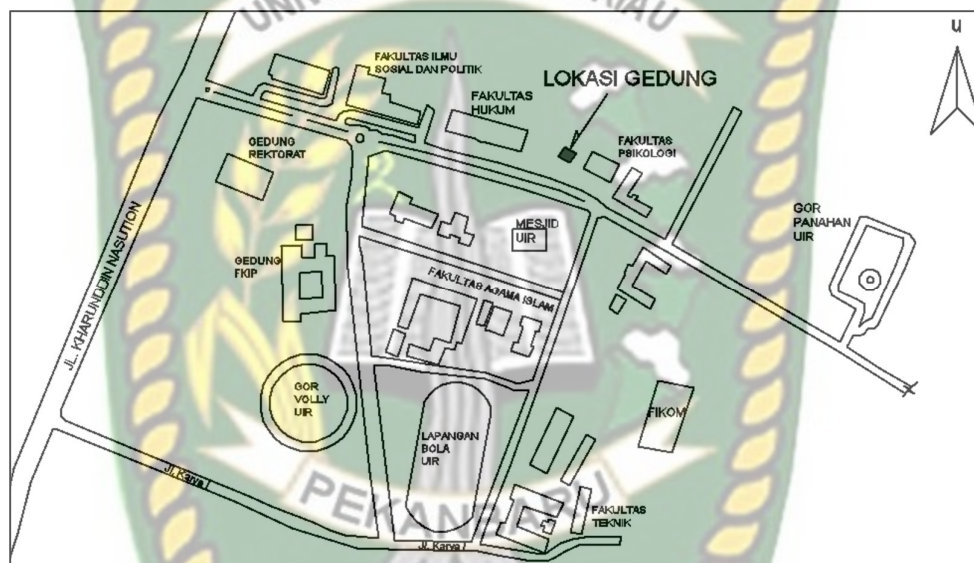 RIAU
u
FAKULTAS ILMU
SOSIAL DAN POLITIK
LOKASI GEDUNG
FAKULTAS
HUKUM
FAKULTAS
PSIKOLOGI
GEDUNG
REKTORAT
GOR
PANAHAN
UIR
MESJID
UIR
GEDUNG
FKIP
FAKULTAS AGAMA ISLAM
JL. KHARUNDDIN NASUTION
GOR
VOLLY
UIR
FIKOM
LAPANGAN
BOLA
UIR
Jl. Karya I
PEKANBARU
FAKULTAS
TEKNIK
Jl. Karya I